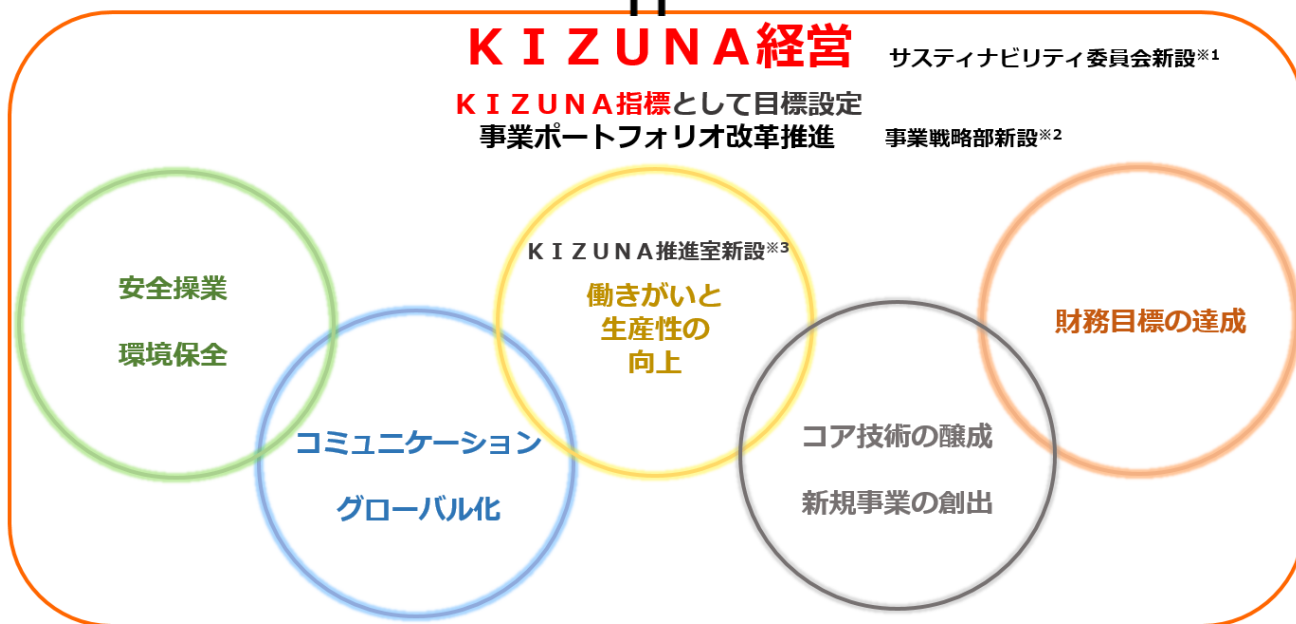 ＫＩＺＵＮＡ経営 サスティナビリティ委員会新設※1
ＫＩＺＵＮＡ指標として目標設定
事業ポートフォリオ改革推進 事業戦略部新設※2
ＫＩＺＵＮＡ推進室新設※3
働きがいと
生産性の
向上
安全操業
環境保全
財務目標の達成
コミュニケーション
グローバル化
コア技術の醸成
新規事業の創出